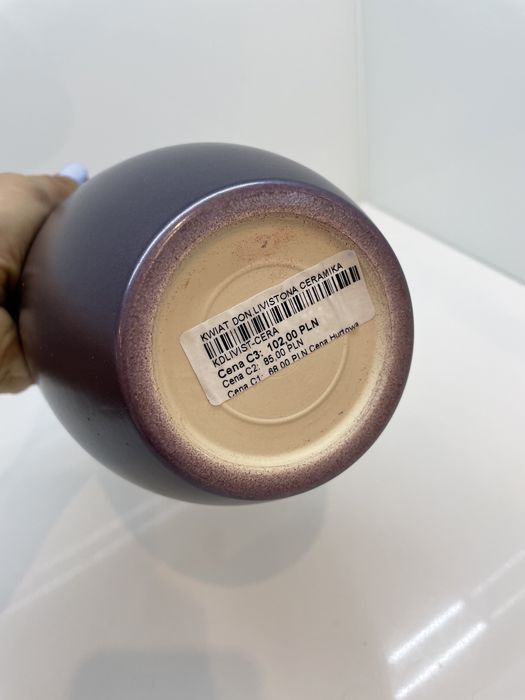 KWIAT DON LIVISTONA CERAMIKA
KDLIVIST-CERA
Cena C3: 102,00 PLN
Cena C2: 85,00 PLN
Cena C1: 68,00 PLN Cena Hurtowa